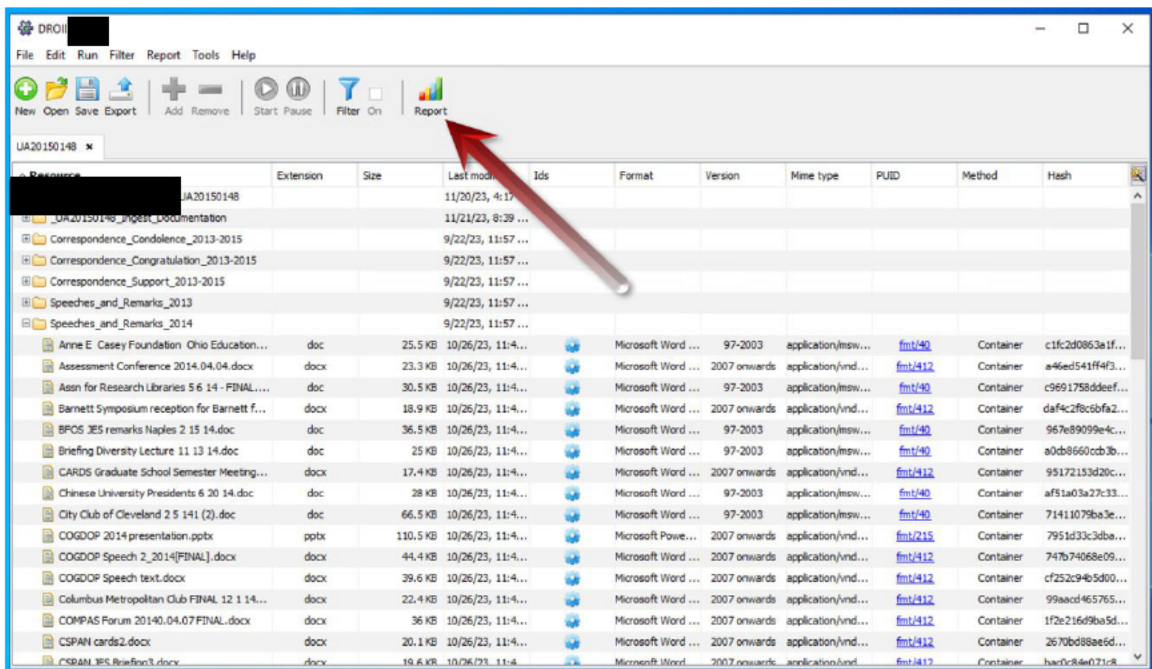 DROI
File Edit Run Filter Report Tools Help
New Open Save Export Add Remove Start Pause Filter On Report
UA20150148
Resource Extension Size Last modi Ids Format Version Mime type PUID Method Hash
UA20150148 11/20/23, 4:17
_UA20150148_Ingest_Documentation 11/21/23, 8:39 ...
Correspondence_Condolence_2013-2015 9/22/23, 11:57 ...
Correspondence_Congratulation_2013-2015 9/22/23, 11:57 ...
Correspondence_Support_2013-2015 9/22/23, 11:57 ...
Speeches_and_Remarks_2013 9/22/23, 11:57 ...
Speeches_and_Remarks_2014 9/22/23, 11:57 ...
Anne E Casey Foundation Ohio Education... doc 25.5 KB 10/26/23, 11:4... Microsoft Word ... 97-2003 application/msw... fmt/40 Container c1fc2d0863a1f...
Assessment Conference 2014.04.04.docx docx 23.3 KB 10/26/23, 11:4... Microsoft Word ... 2007 onwards application/vnd... fmt/412 Container a46ed541ff4f3...
Assn for Research Libraries 5 6 14 - FINAL.... doc 30.5 KB 10/26/23, 11:4... Microsoft Word ... 97-2003 application/msw... fmt/40 Container c9691758ddeef...
Barnett Symposium reception for Barnett f... docx 18.9 KB 10/26/23, 11:4... Microsoft Word ... 2007 onwards application/vnd... fmt/412 Container daf4c2f8c6bfa2...
BFOS JES remarks Naples 2 15 14.doc doc 36.5 KB 10/26/23, 11:4... Microsoft Word ... 97-2003 application/msw... fmt/40 Container 967e89099e4c...
Briefing Diversity Lecture 11 13 14.doc doc 25 KB 10/26/23, 11:4... Microsoft Word ... 97-2003 application/msw... fmt/40 Container a0cb8660ccb3b...
CARDS Graduate School Semester Meeting... docx 17.4 KB 10/26/23, 11:4... Microsoft Word ... 2007 onwards application/vnd... fmt/412 Container 95172153d20c...
Chinese University Presidents 6 20 14.doc doc 28 KB 10/26/23, 11:4... Microsoft Word ... 97-2003 application/msw... fmt/40 Container af51a03a27c33...
City Club of Cleveland 2 5 141 (2).doc doc 66.5 KB 10/26/23, 11:4... Microsoft Word ... 97-2003 application/msw... fmt/40 Container 71411079ba3e...
COGDOP 2014 presentation.pptx pptx 110.5 KB 10/26/23, 11:4... Microsoft Powe... 2007 onwards application/vnd... fmt/215 Container 7951d33c3dba...
COGDOP Speech 2_2014[FINAL].docx docx 44.4 KB 10/26/23, 11:4... Microsoft Word ... 2007 onwards application/vnd... fmt/412 Container 747b74068e09...
COGDOP Speech text.docx docx 39.6 KB 10/26/23, 11:4... Microsoft Word ... 2007 onwards application/vnd... fmt/412 Container cf252c94b5d00...
Columbus Metropolitan Club FINAL 12 1 14... docx 22.4 KB 10/26/23, 11:4... Microsoft Word ... 2007 onwards application/vnd... fmt/412 Container 99aacd465765...
COMPAS Forum 20140.04.07FINAL.docx docx 36 KB 10/26/23, 11:4... Microsoft Word ... 2007 onwards application/vnd... fmt/412 Container 1f2e216d9ba5d...
CSPAN cards2.docx docx 20.1 KB 10/26/23, 11:4... Microsoft Word ... 2007 onwards application/vnd... fmt/412 Container 2670bd88ae6d...
CSPAN JES Briefing3.docx docx 19.6 KB 10/26/23, 11:4 Microsoft Word 2007 onwards application/vnd fmt/412 Container